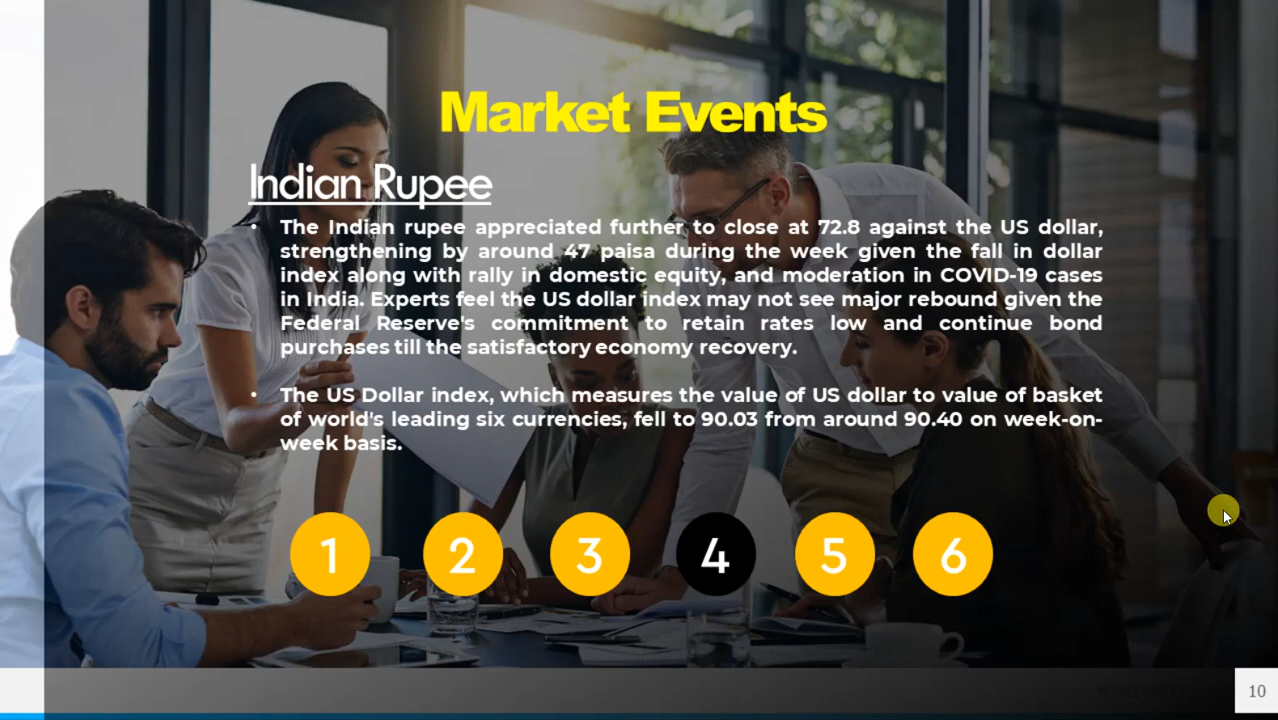 Market Events
Indian Rupee
• The Indian rupee appreciated further to close at 72.8 against the US dollar,
strengthening by around 47 paisa during the week given the fall in dollar
index along with rally in domestic equity, and moderation in COVID-19 cases
in India. Experts feel the US dollar index may not see major rebound given the
Federal Reserve's commitment to retain rates low and continue bond
purchases till the satisfactory economy recovery.
• The US Dollar index, which measures the value of US dollar to value of basket
of world's leading six currencies, fell to 90.03 from around 90.40 on week-on-
week basis.
1 2 3 4 5 6
10